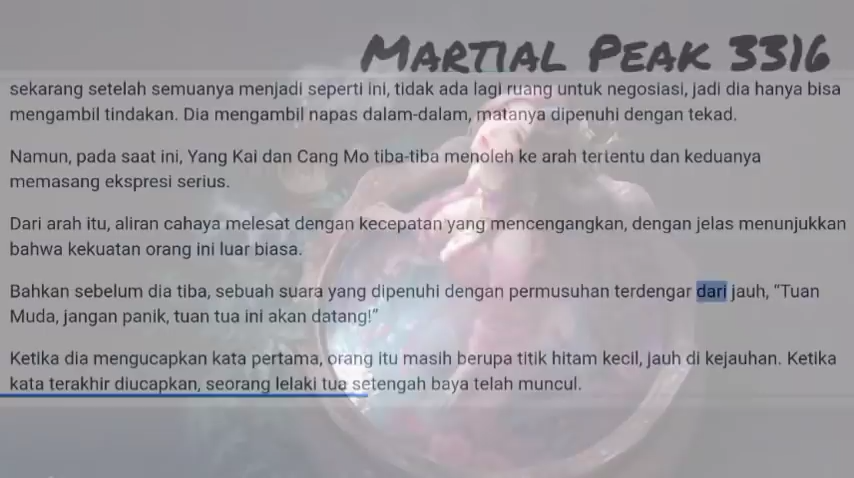 MARTIAL PEAK 3316
sekarang setelah semuanya menjadi seperti ini, tidak ada lagi ruang untuk negosiasi, jadi dia hanya bisa
mengambil tindakan. Dia mengambil napas dalam-dalam, matanya dipenuhi dengan tekad.
Namun, pada saat ini, Yang Kai dan Cang Mo tiba-tiba menoleh ke arah tertentu dan keduanya
memasang ekspresi serius.
Dari arah itu, aliran cahaya melesat dengan kecepatan yang mencengangkan, dengan jelas menunjukkan
bahwa kekuatan orang ini luar biasa.
Bahkan sebelum dia tiba, sebuah suara yang dipenuhi dengan permusuhan terdengar dari jauh, “Tuan
Muda, jangan panik, tuan tua ini akan datang!”
Ketika dia mengucapkan kata pertama, orang itu masih berupa titik hitam kecil, jauh di kejauhan. Ketika
kata terakhir diucapkan, seorang lelaki tua setengah baya telah muncul.